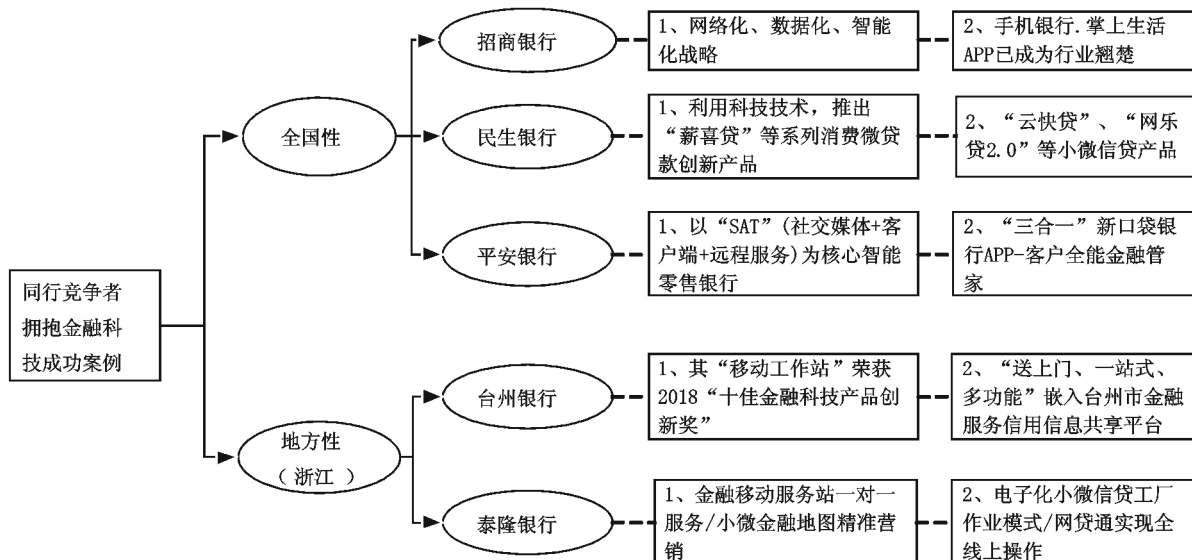 同行竞争者
拥抱金融科
技成功案例
全国性
招商银行
1、网络化、数据化、智能
化战略
2、手机银行.掌上生活
APP已成为行业翘楚
民生银行
1、利用科技技术，推出
“薪喜贷”等系列消费微贷
款创新产品
2、“云快贷”、“网乐
贷2.0”等小微信贷产品
平安银行
1、以“SAT”(社交媒体+客
户端+远程服务)为核心智能
零售银行
2、“三合一”新口袋银
行APP-客户全能金融管
家
地方性
（浙江 ）
台州银行
1、其“移动工作站”荣获
2018“十佳金融科技产品创
新奖”
2、“送上门、一站式、
多功能”嵌入台州市金融
服务信用信息共享平台
泰隆银行
1、金融移动服务站一对一
服务/小微金融地图精准营
销
2、电子化小微信贷工厂
作业模式/网贷通实现全
线上操作